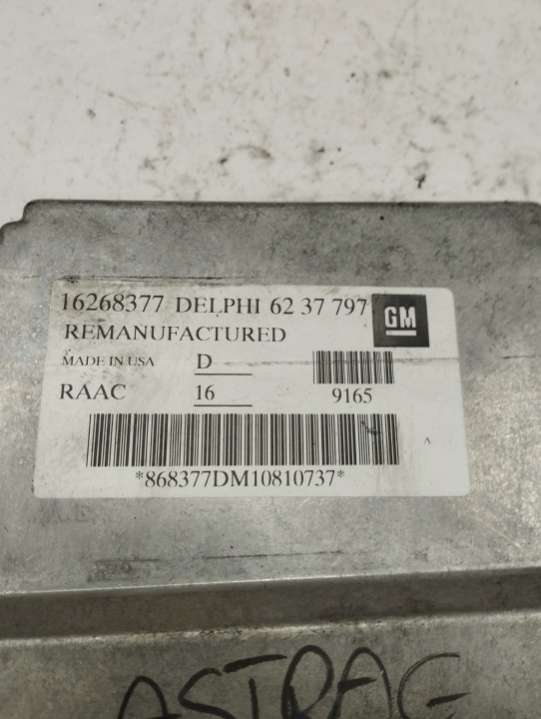 16268377 DELPHI 62 37 797 GM
REMANUFACTURED
MADE IN USA D
RAAC 16 9165
A
*868377DM10810737*
ASTRAG